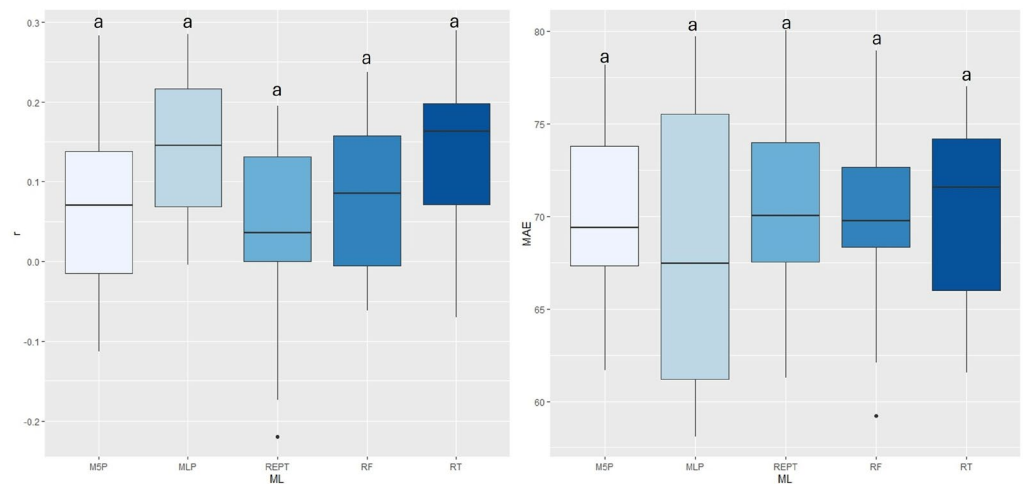 a a a a a
r
0.3
0.2
0.1
0.0
-0.1
-0.2
M5P MLP REPT RF RT
ML
a a a a a
MAE
80
75
70
65
60
M5P MLP REPT RF RT
ML